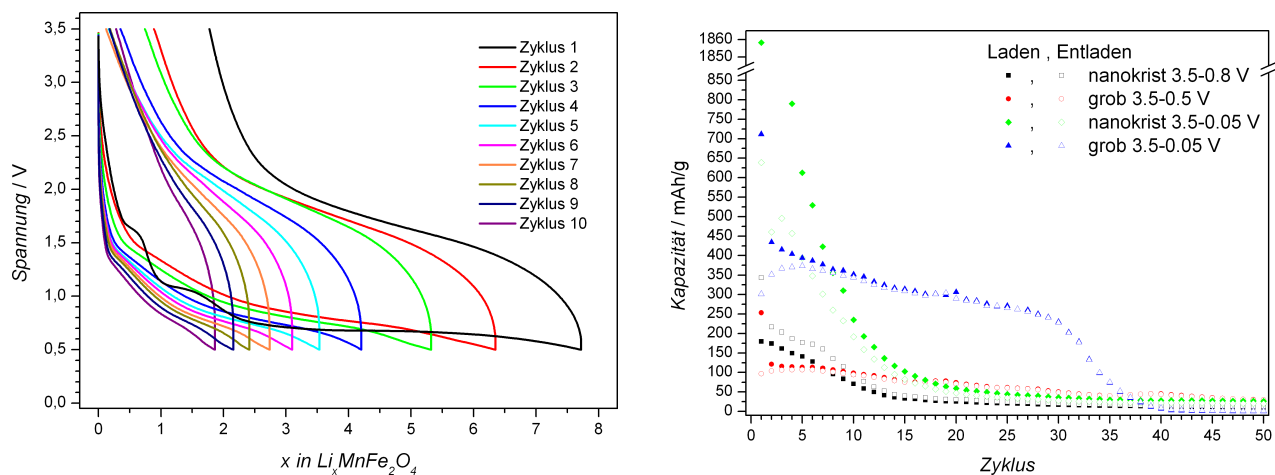 3,5
3,0
2,5
2,0
1,5
1,0
0,5
0,0
Spannung / V
0 1 2 3 4 5 6 7 8
x in LixMnFe2O4
Zyklus 1
Zyklus 2
Zyklus 3
Zyklus 4
Zyklus 5
Zyklus 6
Zyklus 7
Zyklus 8
Zyklus 9
Zyklus 10
1860
1850
850
800
750
700
650
600
550
500
450
400
350
300
250
200
150
100
50
0
Kapazität / mAh/g
0 5 10 15 20 25 30 35 40 45 50
Zyklus
Laden , Entladen
, nanokrist 3.5-0.8 V
, grob 3.5-0.5 V
, nanokrist 3.5-0.05 V
, grob 3.5-0.05 V